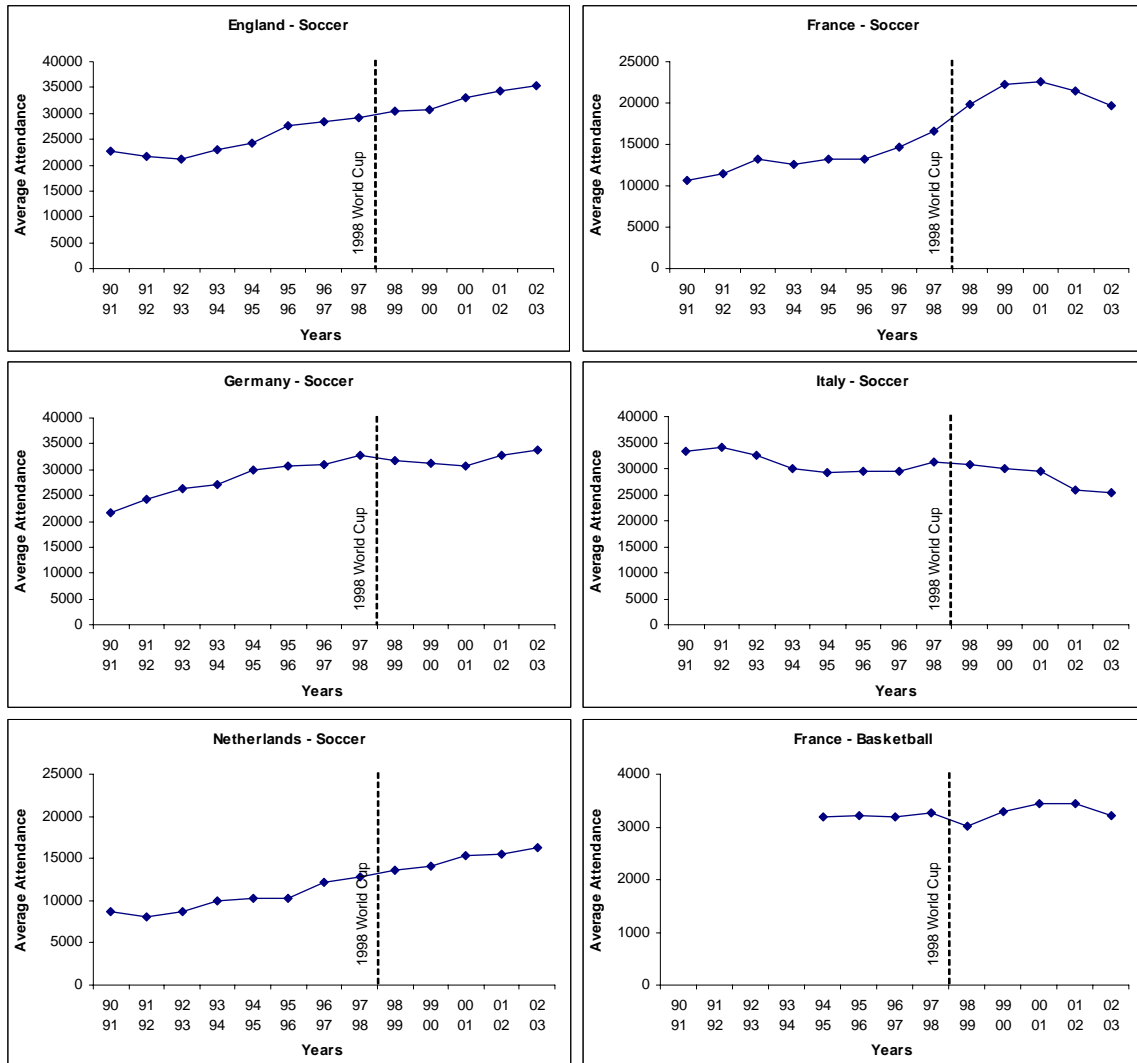 England - Soccer
Average Attendance
40000
35000
30000
25000
20000
15000
10000
5000
0
1998 World Cup
90 91 92 93 94 95 96 97 98 99 00 01 02
91 92 93 94 95 96 97 98 99 00 01 02 03
Years
France - Soccer
Average Attendance
25000
20000
15000
10000
5000
0
1998 World Cup
90 91 92 93 94 95 96 97 98 99 00 01 02
91 92 93 94 95 96 97 98 99 00 01 02 03
Years
Germany - Soccer
Average Attendance
40000
35000
30000
25000
20000
15000
10000
5000
0
1998 World Cup
90 91 92 93 94 95 96 97 98 99 00 01 02
91 92 93 94 95 96 97 98 99 00 01 02 03
Years
Italy - Soccer
Average Attendance
40000
35000
30000
25000
20000
15000
10000
5000
0
1998 World Cup
90 91 92 93 94 95 96 97 98 99 00 01 02
91 92 93 94 95 96 97 98 99 00 01 02 03
Years
Netherlands - Soccer
Average Attendance
25000
20000
15000
10000
5000
0
1998 World Cup
90 91 92 93 94 95 96 97 98 99 00 01 02
91 92 93 94 95 96 97 98 99 00 01 02 03
Years
France - Basketball
Average Attendance
4000
3000
2000
1000
0
1998 World Cup
90 91 92 93 94 95 96 97 98 99 00 01 02
91 92 93 94 95 96 97 98 99 00 01 02 03
Years